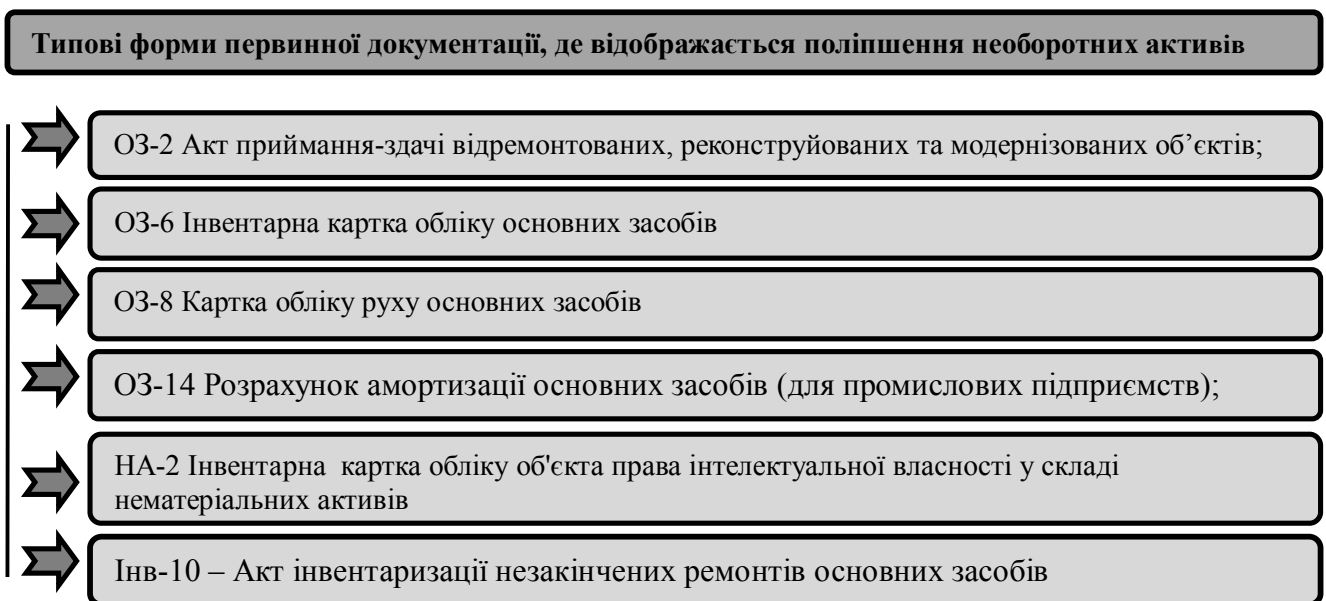 Типові форми первинної документації, де відображається поліпшення необоротних активів
ОЗ-2 Акт приймання-здачі відремонтованих, реконструйованих та модернізованих об’єктів;
ОЗ-6 Інвентарна картка обліку основних засобів
ОЗ-8 Картка обліку руху основних засобів
ОЗ-14 Розрахунок амортизації основних засобів (для промислових підприємств);
НА-2 Інвентарна картка обліку об'єкта права інтелектуальної власності у складі
нематеріальних активів
Інв-10 – Акт інвентаризації незакінчених ремонтів основних засобів